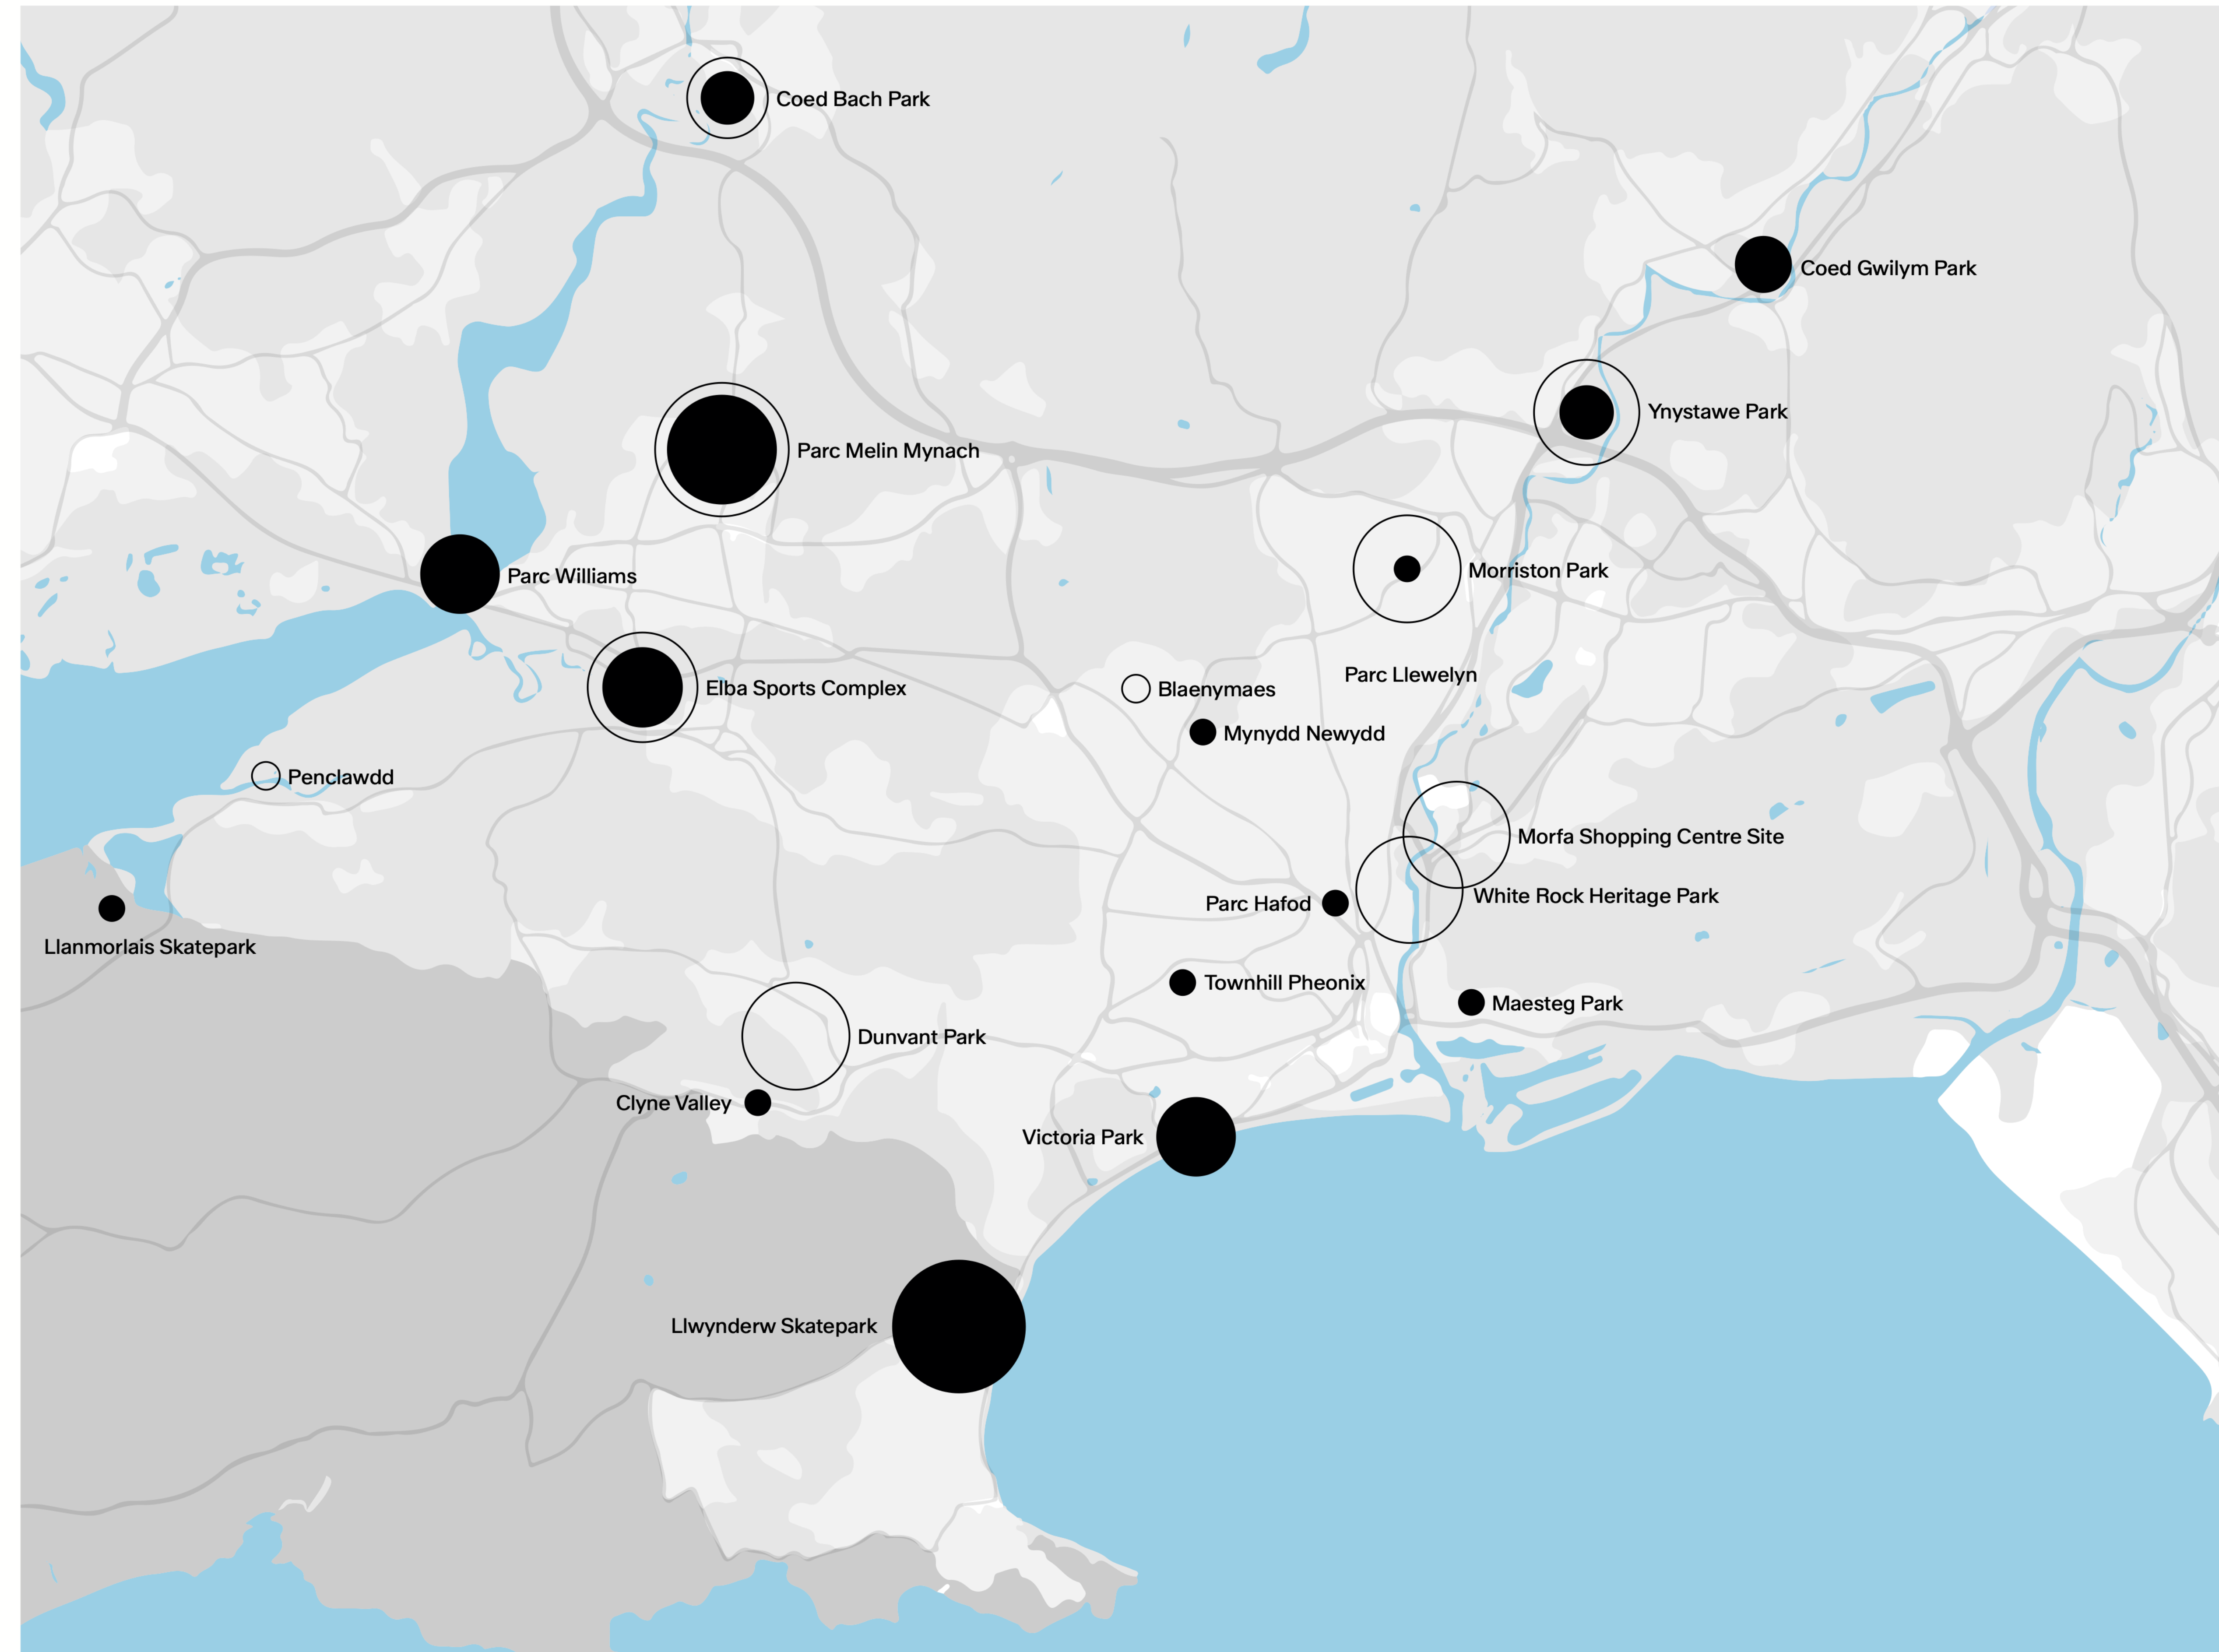 Coed Bach Park
Coed Gwilym Park
Ynystawe Park
Parc Melin Mynach
Morriston Park
Parc Williams
Parc Llewelyn
Elba Sports Complex
Blaenymaes
Mynydd Newydd
Penclawdd
Morfa Shopping Centre Site
White Rock Heritage Park
Parc Hafod
Llanmorlais Skatepark
Townhill Pheonix
Maesteg Park
Dunvant Park
Clyne Valley
Victoria Park
Llwynderw Skatepark